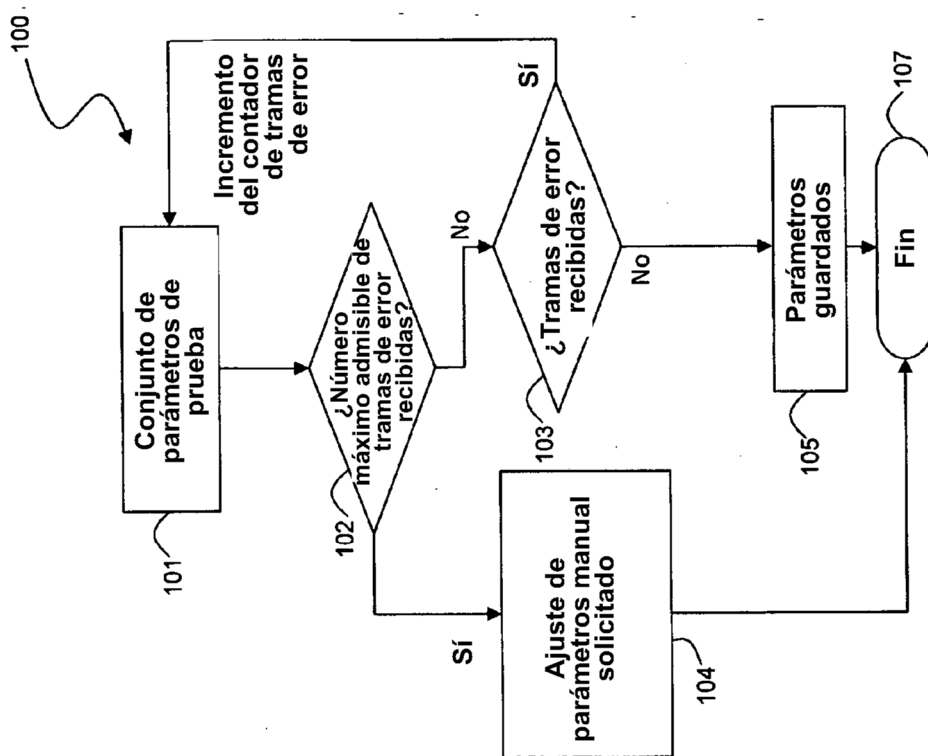 100
Incremento
del contador
de tramas
de error
Conjunto de
parámetros de
prueba
101
¿Número
máximo admisible de
tramas de error
recibidas?
102
No
Sí
¿Tramas de error
recibidas?
103
Sí
No
Ajuste de
parámetros manual
solicitado
104
Parámetros
guardados
105
Fin
107